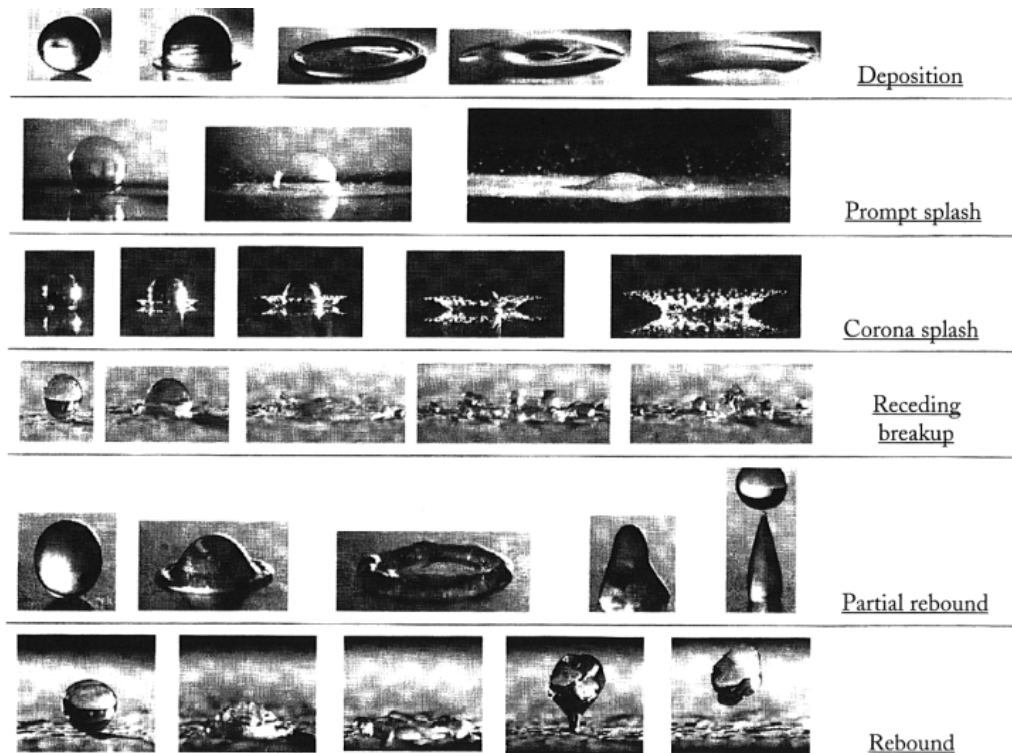 Deposition
Prompt splash
Corona splash
Receding
breakup
Partial rebound
Rebound